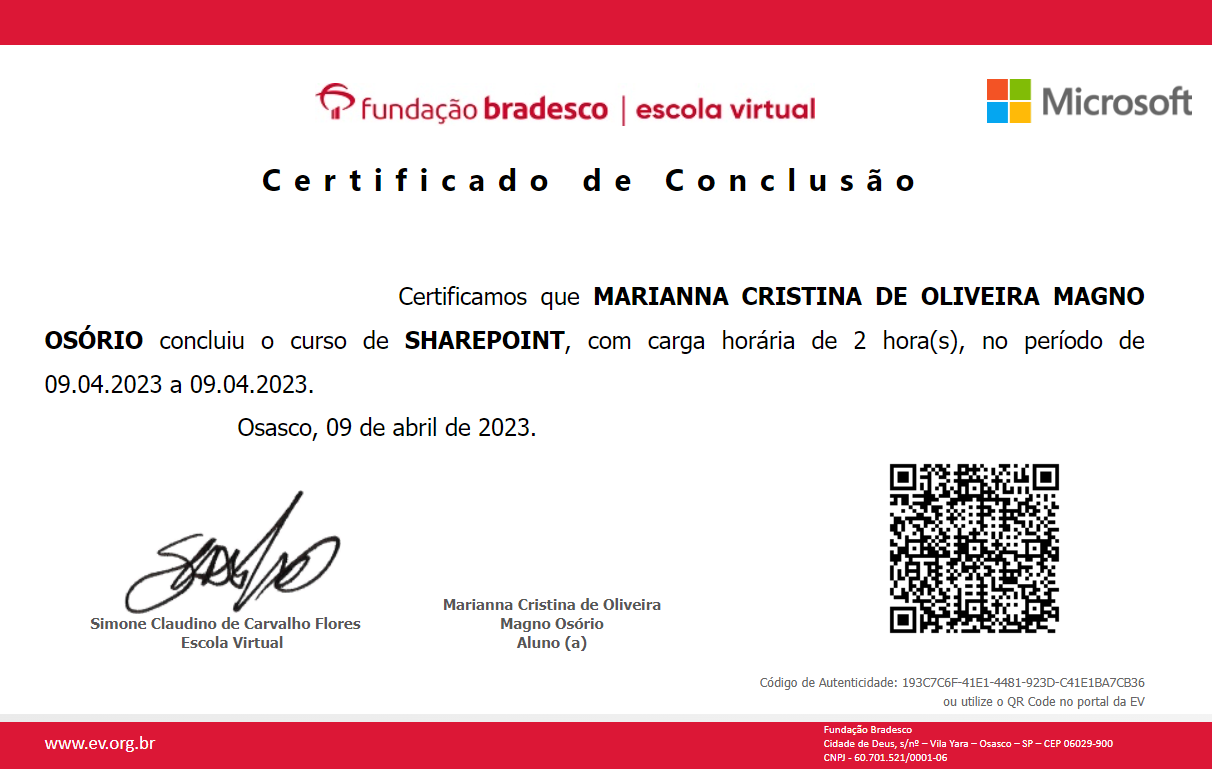 fundação bradesco | escola virtual
Microsoft
Certificado de Conclusão
Certificamos que MARIANNA CRISTINA DE OLIVEIRA MAGNO
OSÓRIO concluiu o curso de SHAREPOINT, com carga horária de 2 hora(s), no período de
09.04.2023 a 09.04.2023.
Osasco, 09 de abril de 2023.
Simone Claudino de Carvalho Flores
Escola Virtual
Marianna Cristina de Oliveira
Magno Osório
Aluno (a)
Código de Autenticidade: 193C7C6F-41E1-4481-923D-C41E1BA7CB36
ou utilize o QR Code no portal da EV
www.ev.org.br
Fundação Bradesco
Cidade de Deus, s/nº – Vila Yara – Osasco – SP – CEP 06029-900
CNPJ - 60.701.521/0001-06